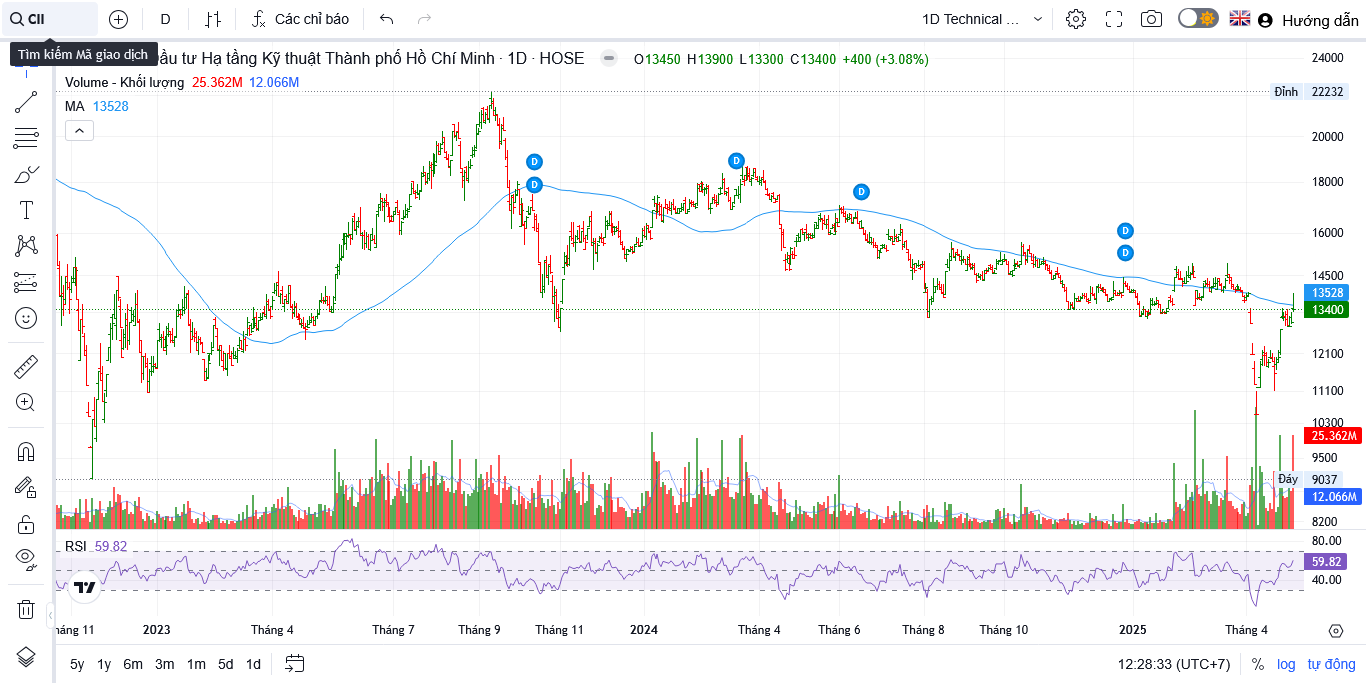 CII
D
Các chỉ báo
1D Technical ...
Hướng dẫn
Tìm kiếm Mã giao dịch
ầu tư Hạ tầng Kỹ thuật Thành phố Hồ Chí Minh · 1D · HOSE
O13450 H13900 L13300 C13400 +400 (+3.08%)
Volume - Khối lượng 25.362M 12.066M
MA 13528
24000
Đỉnh 22232
20000
18000
16000
14500
13528
13400
12100
11100
10300
25.362M
9500
Đáy 9037
12.066M
8200
D
D
D
D
D
D
RSI 59.82
80.00
59.82
40.00
háng 11 2023 Tháng 4 Tháng 7 Tháng 9 Tháng 11 2024 Tháng 4 Tháng 6 Tháng 8 Tháng 10 2025 Tháng 4
5y 1y 6m 3m 1m 5d 1d
12:28:33 (UTC+7) % log tự động